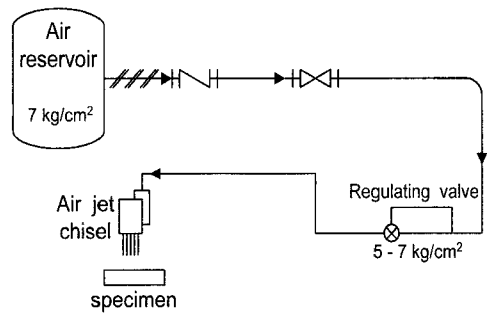 Air
reservoir
7 kg/cm²
Regulating valve
5 - 7 kg/cm²
Air jet
chisel
specimen